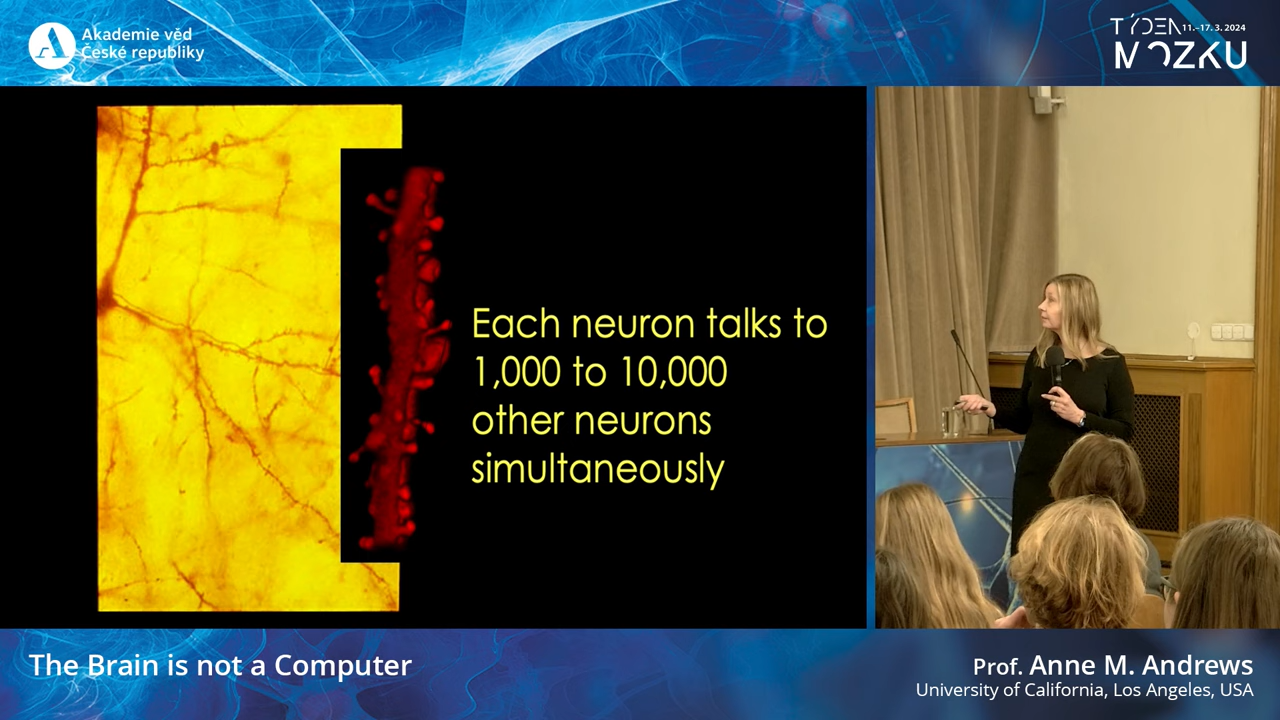 Akademie věd
České republiky
TÝDEN 11.–17. 3. 2024
MOZKU
Each neuron talks to
1,000 to 10,000
other neurons
simultaneously
The Brain is not a Computer
Prof. Anne M. Andrews
University of California, Los Angeles, USA